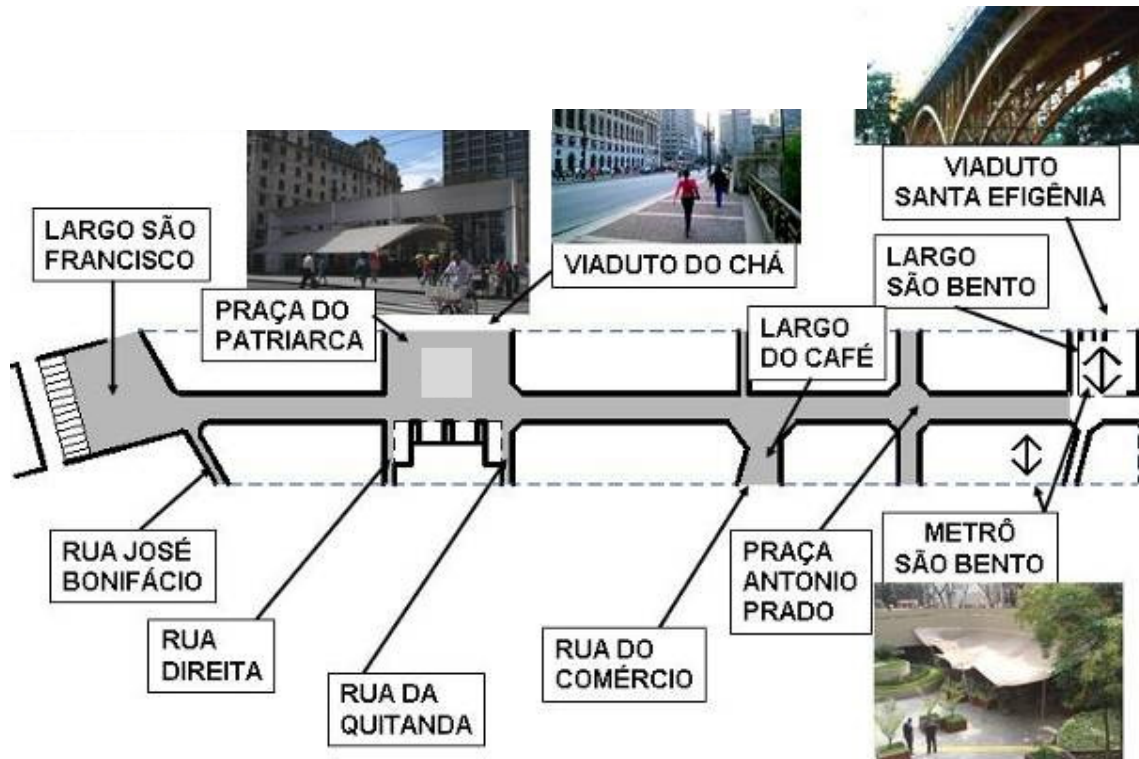 VIADUTO
SANTA EFIGÊNIA
LARGO SÃO
FRANCISCO
PRAÇA DO
PATRIARCA
VIADUTO DO CHÁ
LARGO
SÃO BENTO
LARGO
DO CAFÉ
RUA JOSÉ
BONIFÁCIO
RUA
DIREITA
RUA DA
QUITANDA
RUA DO
COMÉRCIO
PRAÇA
ANTONIO
PRADO
METRÔ
SÃO BENTO